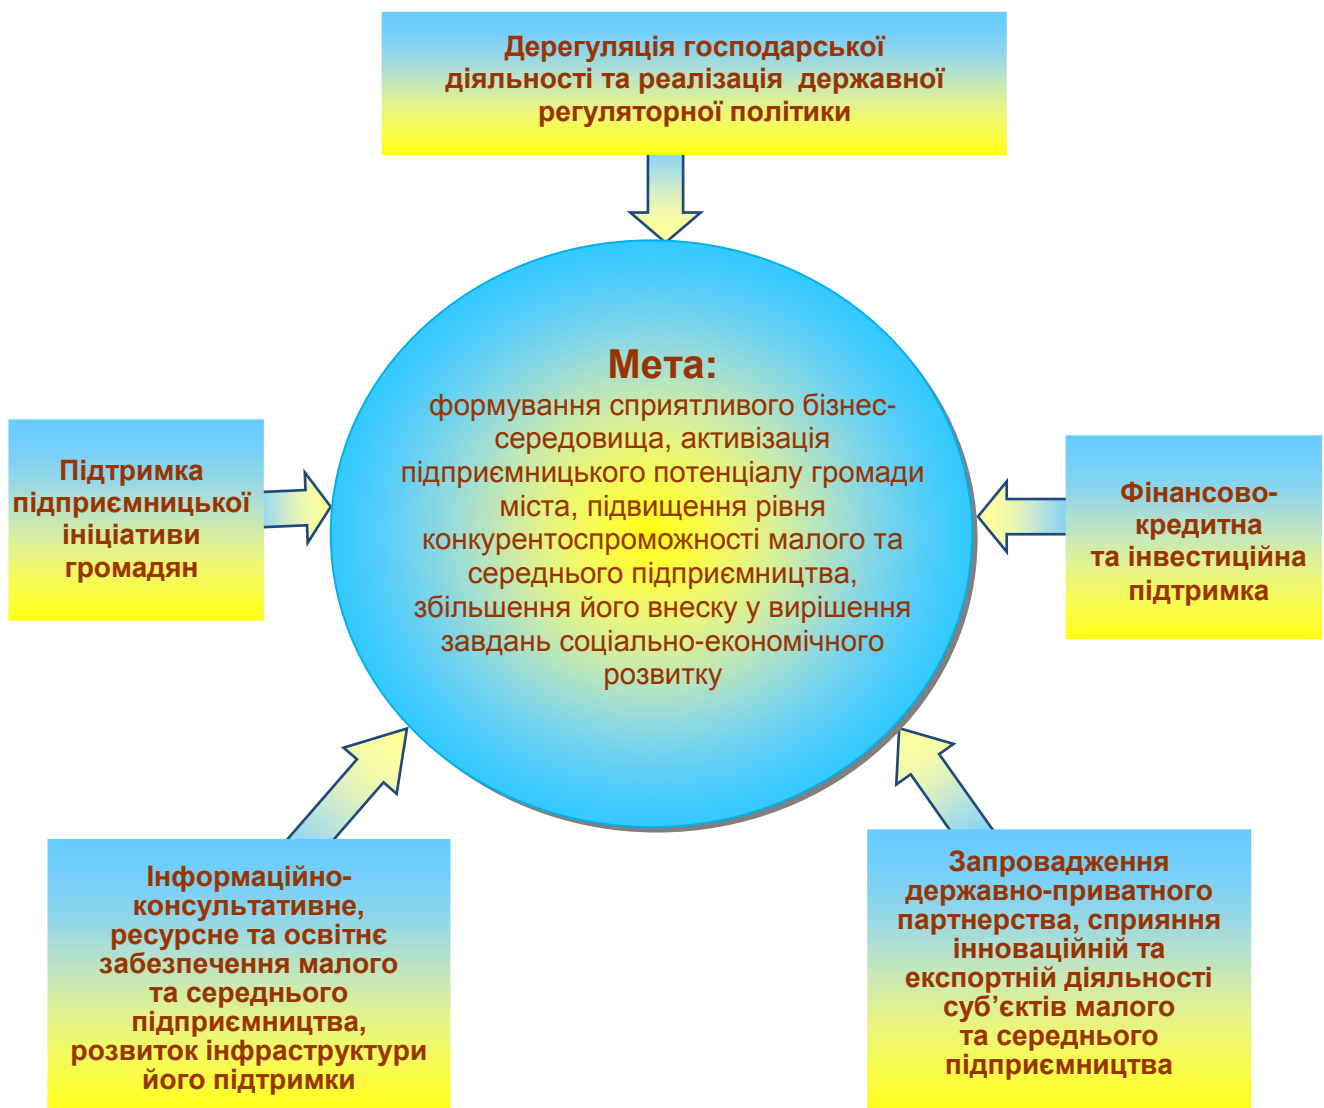 Дерегуляція господарської
діяльності та реалізація державної
регуляторної політики
Мета:
формування сприятливого бізнес-
середовища, активізація
підприємницького потенціалу громади
міста, підвищення рівня
конкурентоспроможності малого та
середнього підприємництва,
збільшення його внеску у вирішення
завдань соціально-економічного
розвитку
Підтримка
підприємницької
ініціативи
громадян
Фінансово-
кредитна
та інвестиційна
підтримка
Інформаційно-
консультативне,
ресурсне та освітнє
забезпечення малого
та середнього
підприємництва,
розвиток інфраструктури
його підтримки
Запровадження
державно-приватного
партнерства, сприяння
інноваційній та
експортній діяльності
суб’єктів малого
та середнього
підприємництва